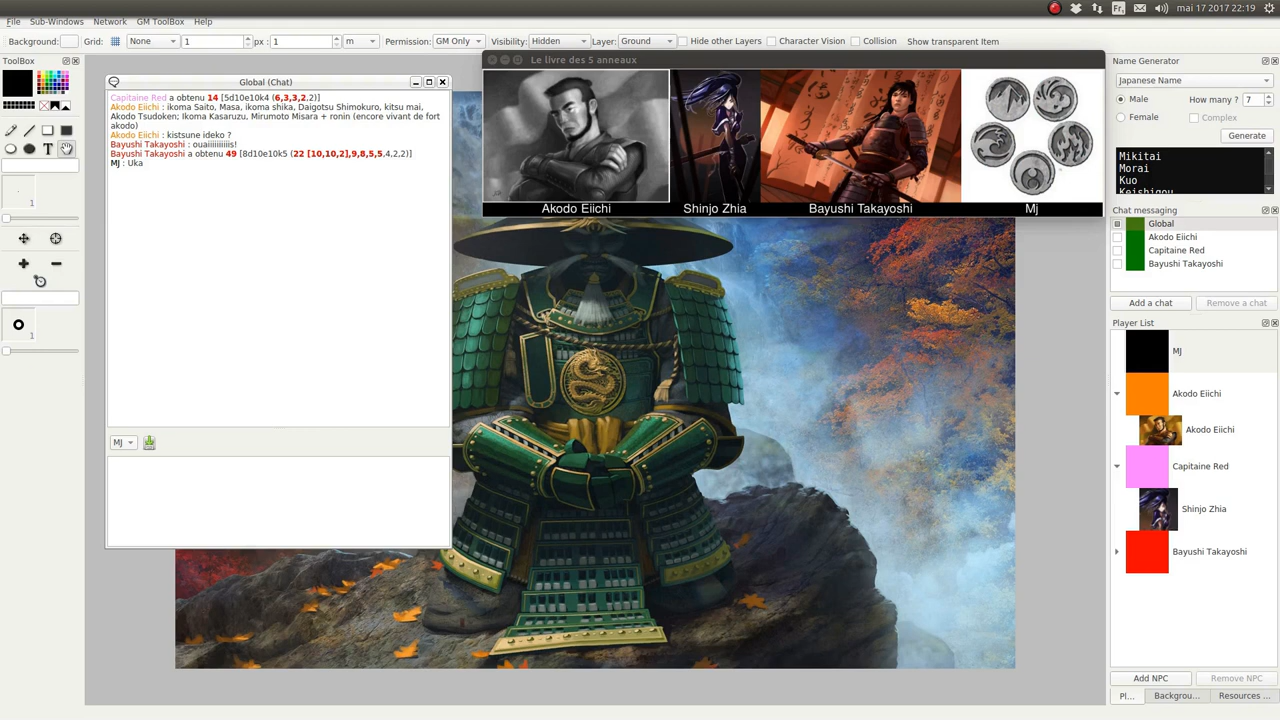 Fr, mai 17 2017 22:19
File Sub-Windows Network GM ToolBox Help
Background: Grid: None 1 px : 1 m Permission: GM Only Visibility: Hidden Layer: Ground Hide other Layers Character Vision Collision Show transparent Item
ToolBox
1
1
Global (Chat)
Capitaine Red a obtenu 14 [5d10e10k4 (6,3,3,2,2)]
Akodo Eiichi : ikoma Saito, Masa, ikoma shika, Daigotsu Shimokuro, kitsu mai,
Akodo Tsudoken; Ikoma Kasaruzu, Mirumoto Misara + ronin (encore vivant de fort
akodo)
Akodo Eiichi : kistsune ideko ?
Bayushi Takayoshi : ouaiiiiiiiiis!
Bayushi Takayoshi a obtenu 49 [8d10e10k5 (22 [10,10,2],9,8,5,5,4,2,2)]
MJ : Uka
MJ
Le livre des 5 anneaux
Akodo Eiichi Shinjo Zhia Bayushi Takayoshi Mj
Name Generator
Japanese Name
Male How many ? 7
Female Complex
Generate
Mikitai
Morai
Kuo
Keishigou
Chat messaging
Global
Akodo Eiichi
Capitaine Red
Bayushi Takayoshi
Add a chat Remove a chat
Player List
MJ
Akodo Eiichi
Akodo Eiichi
Capitaine Red
Shinjo Zhia
Bayushi Takayoshi
Add NPC Remove NPC
Pl... Backgrou... Resources ...